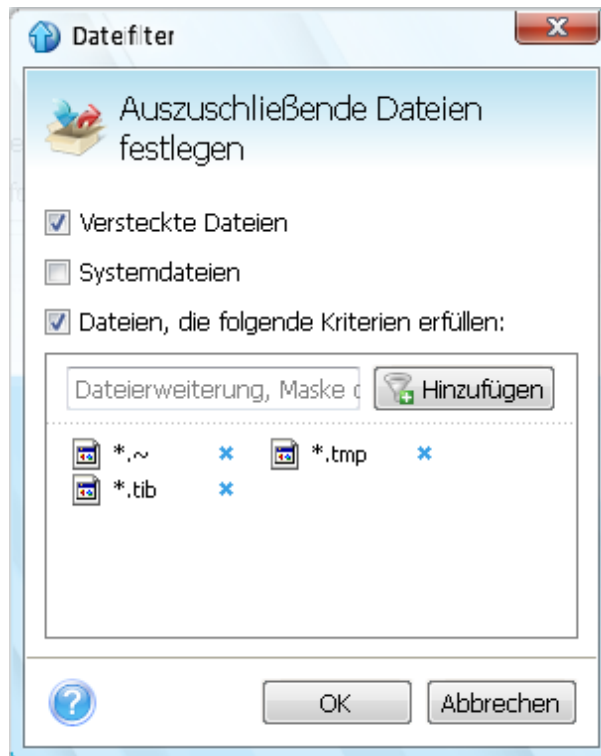 Dateifilter
Auszuschließende Dateien
festlegen
Versteckte Dateien
Systemdateien
Dateien, die folgende Kriterien erfüllen:
Dateierweiterung, Maske Hinzufügen
*.~ *.tmp
*.tib
OK Abbrechen